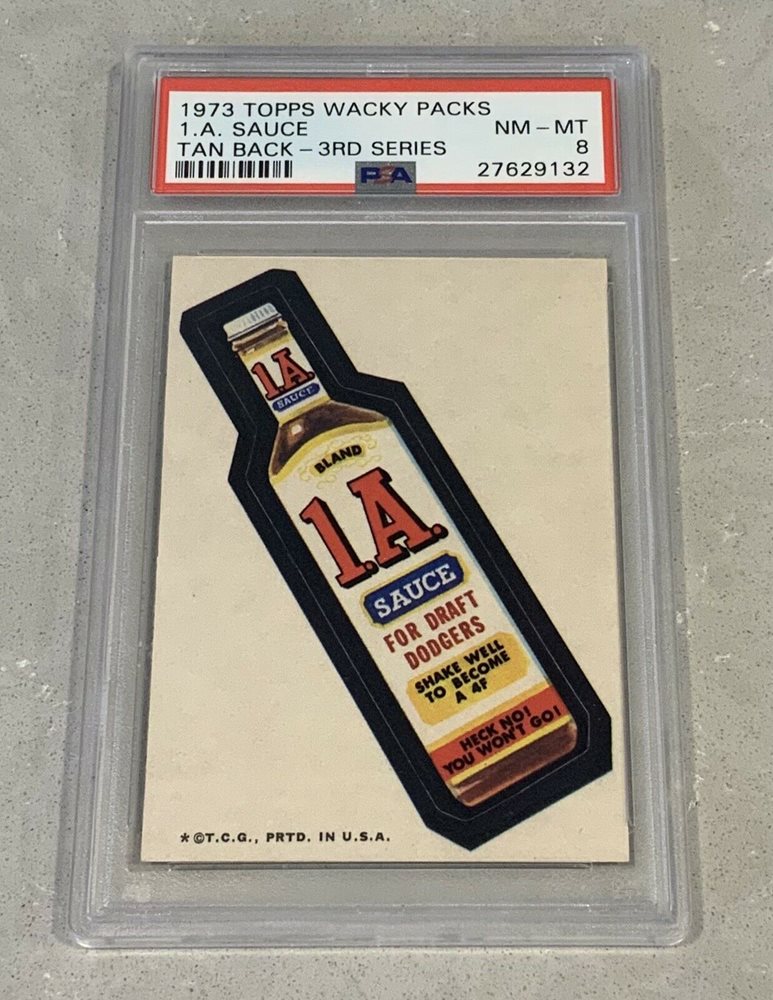 1973 TOPPS WACKY PACKS
1.A. SAUCE NM – MT
TAN BACK – 3RD SERIES 8
PSA 27629132
1.A.
SAUCE
BLAND
1.A.
SAUCE
FOR DRAFT
DODGERS
SHAKE WELL
TO BECOME
A 4F
HECK NO!
YOU WON'T GO!
*©T.C.G., PRTD. IN U.S.A.